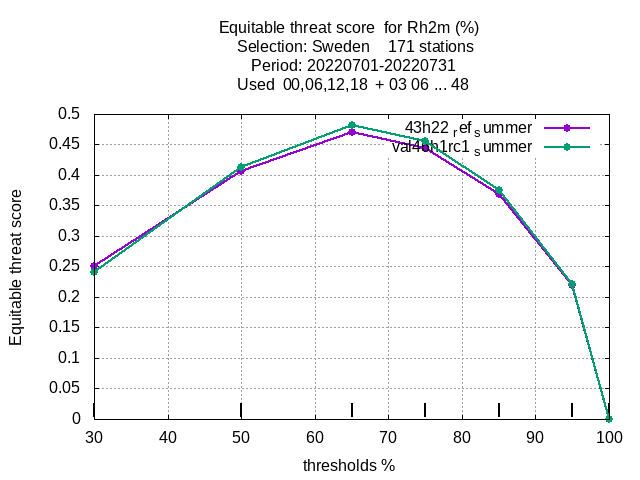 Equitable threat score for Rh2m (%)
Selection: Sweden 171 stations
Period: 20220701-20220731
Used 00,06,12,18 + 03 06 ... 48
43h22 ref summer
summer
Equitable threat score
0.5
0.45
0.4
0.35
0.3
0.25
0.2
0.15
0.1
0.05
0
30 40 50 60 70 80 90 100
thresholds %